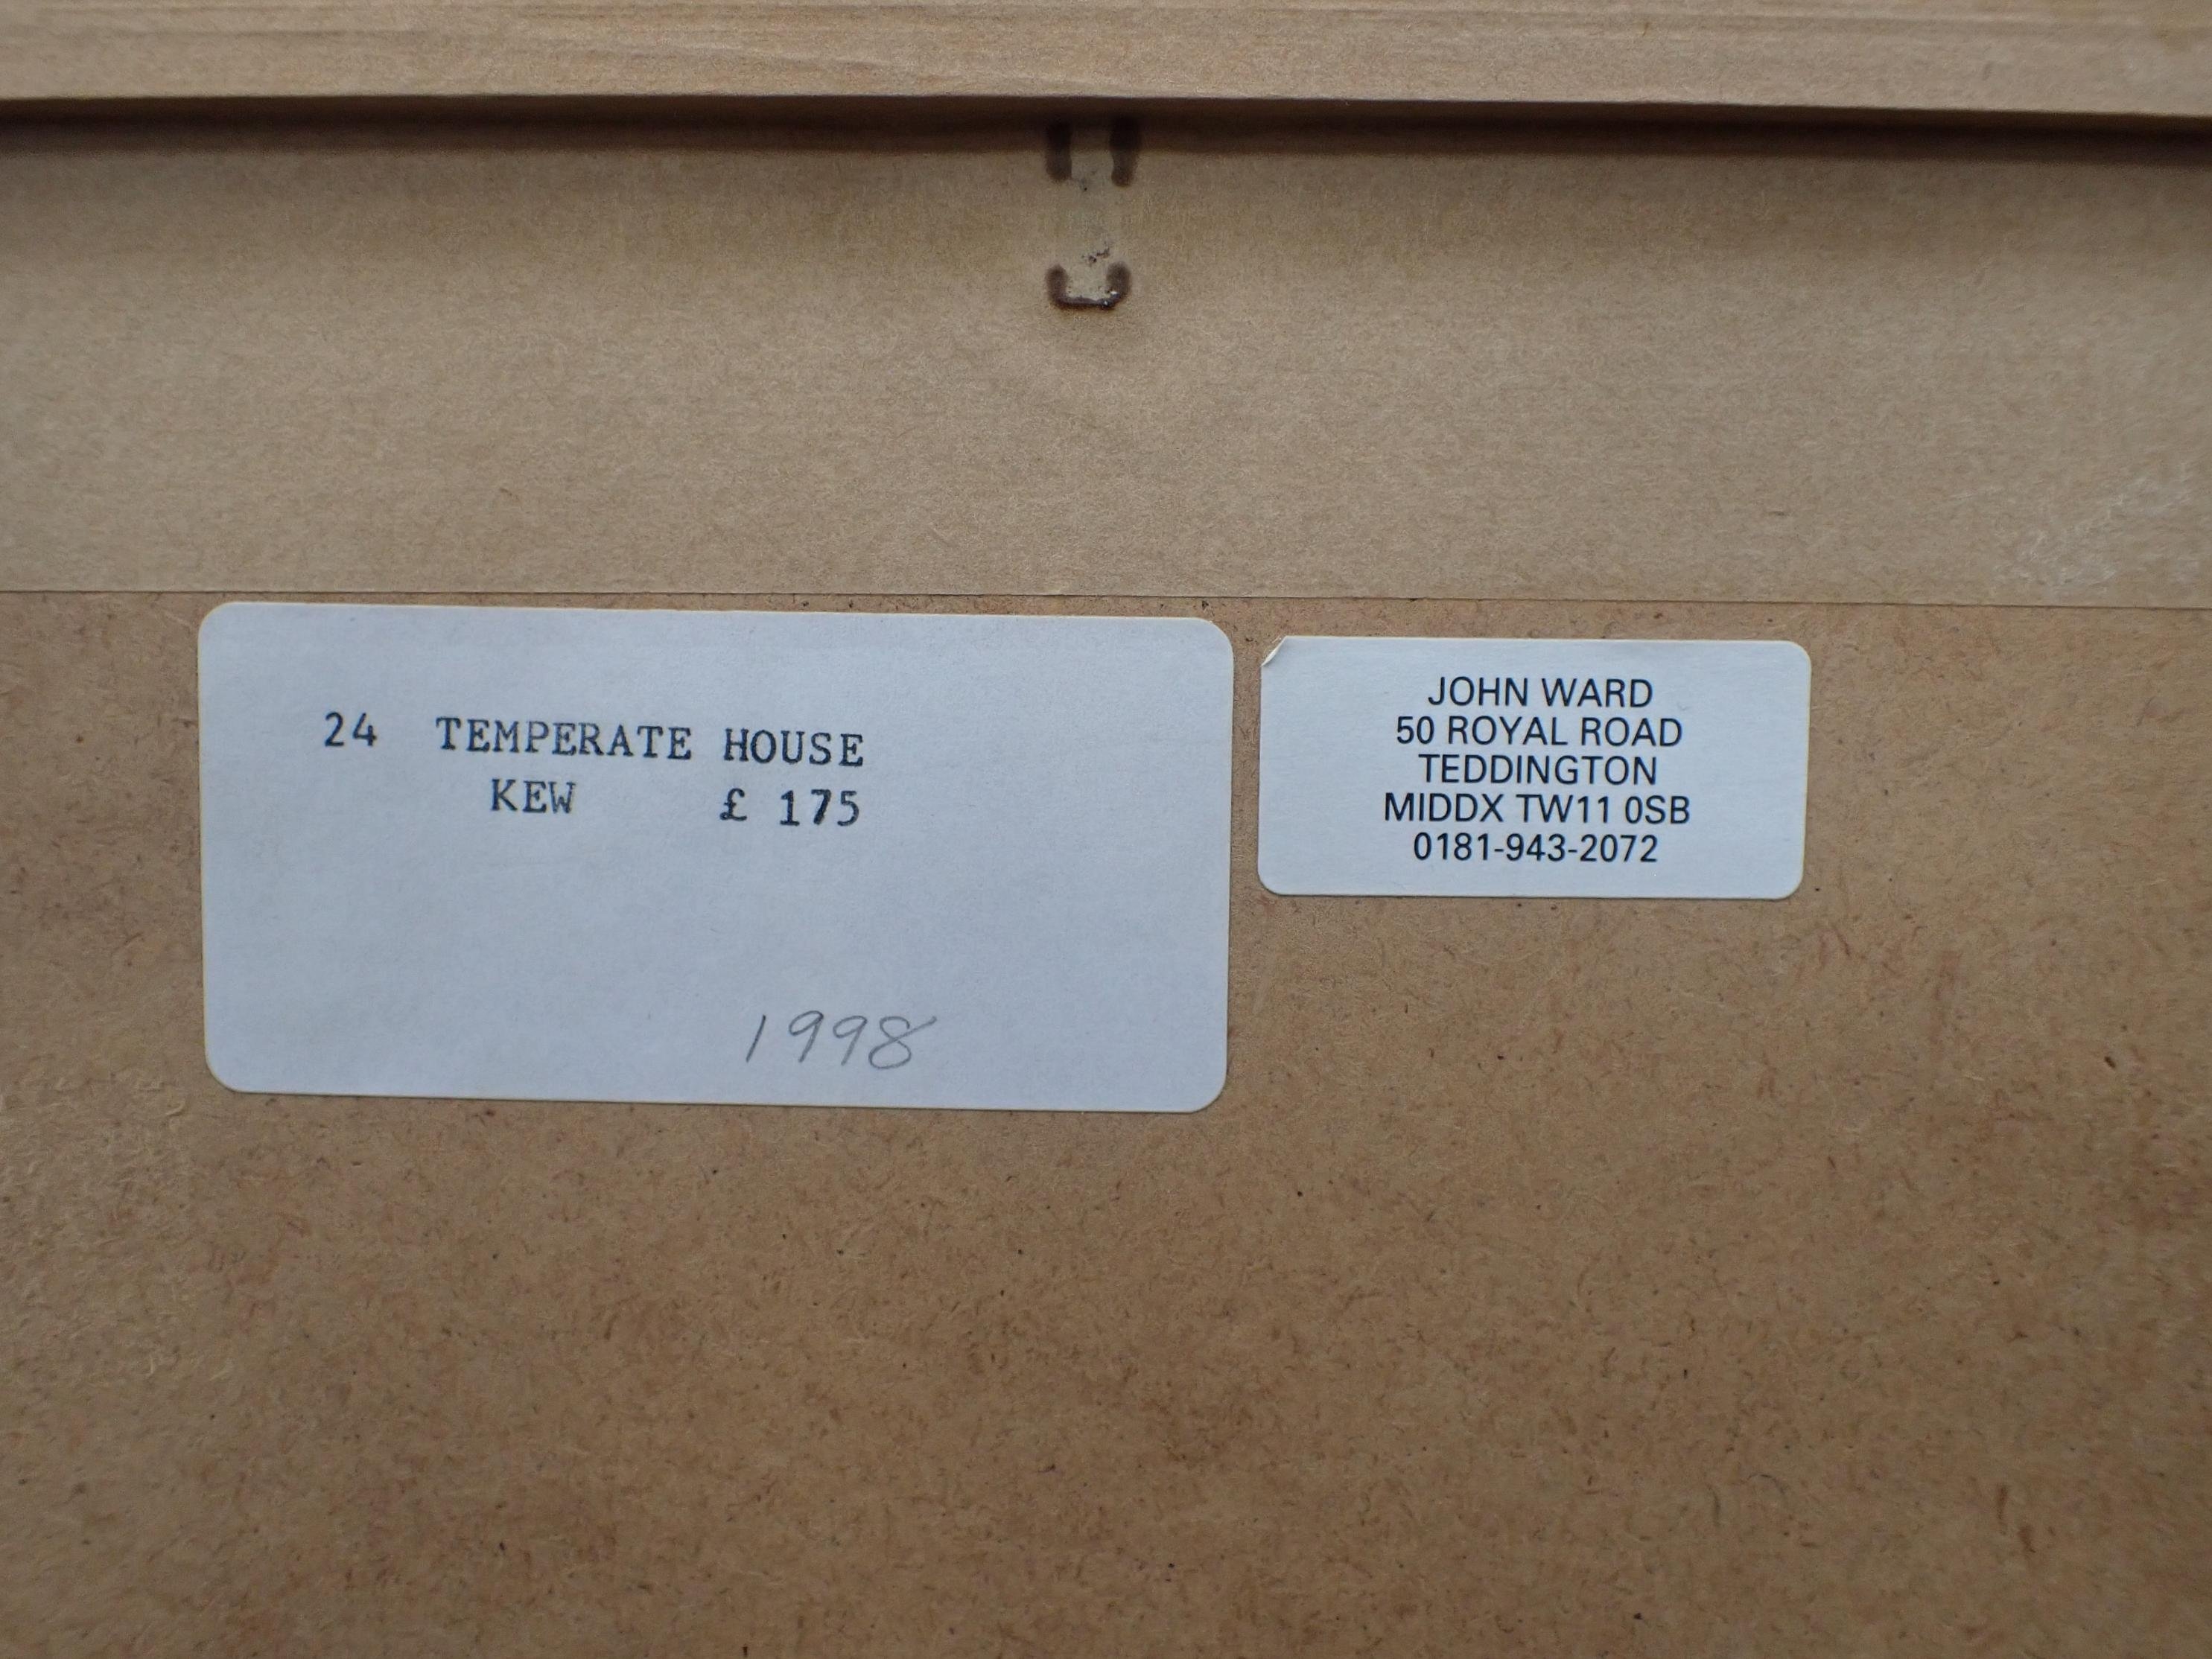 24 TEMPERATE HOUSE
KEW £ 175
1998
JOHN WARD
50 ROYAL ROAD
TEDDINGTON
MIDDX TW11 0SB
0181-943-2072